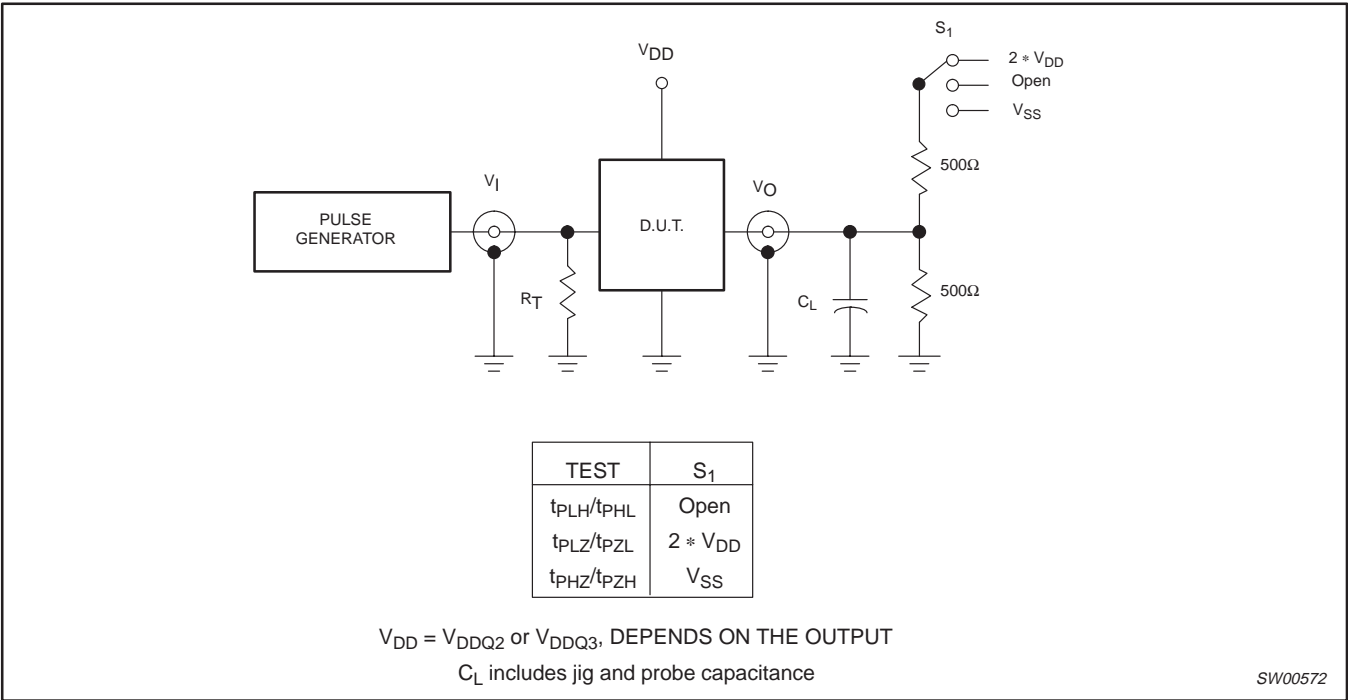 S1
VDD
2 * VDD
Open
VSS
500Ω
VI
VO
PULSE
GENERATOR
D.U.T.
RT
CL
500Ω
TEST S1
tPLH/tPHL Open
tPLZ/tPZL 2 * VDD
tPHZ/tPZH VSS
VDD = VDDQ2 or VDDQ3, DEPENDS ON THE OUTPUT
CL includes jig and probe capacitance
SW00572